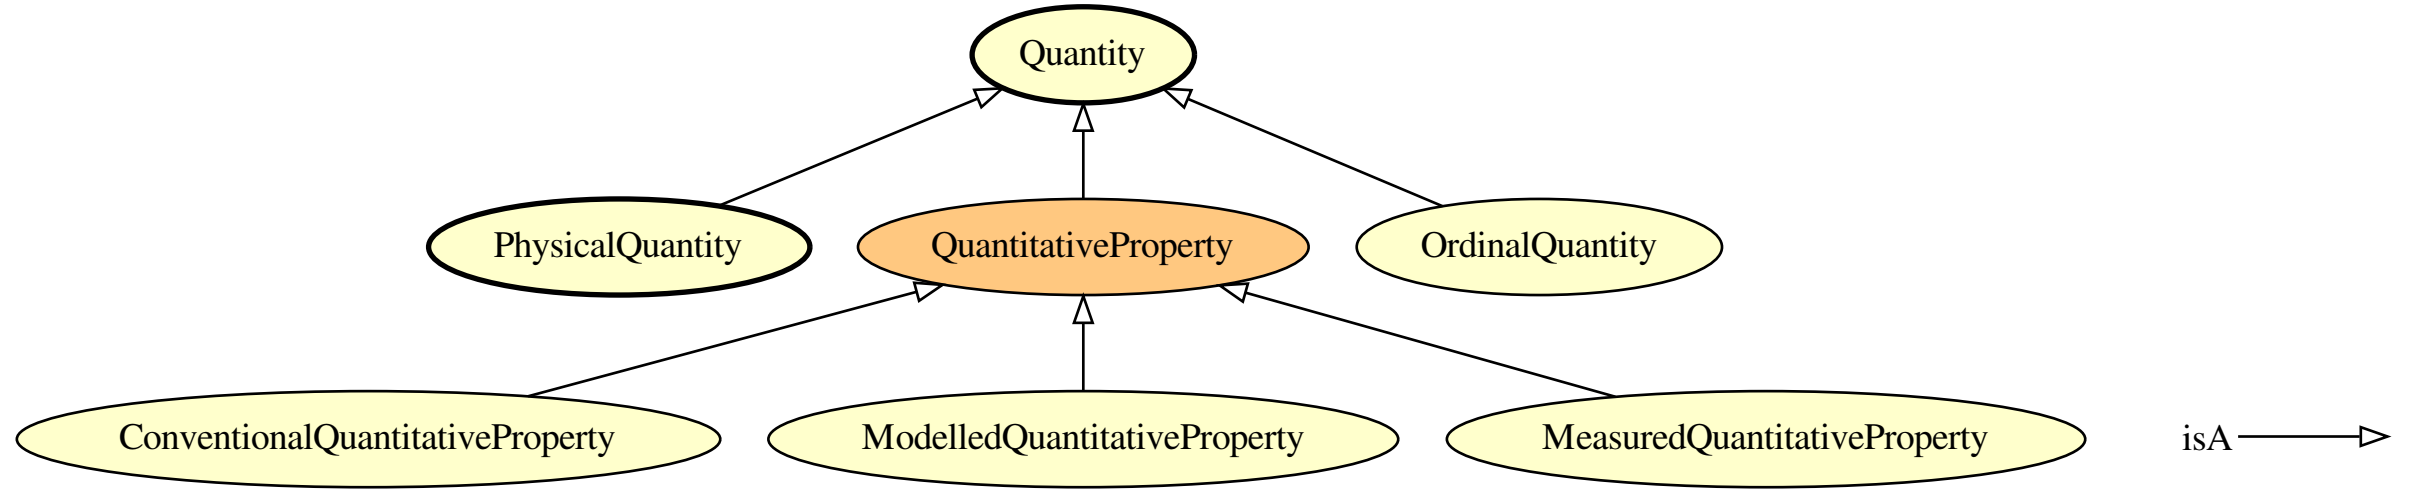 Quantity
PhysicalQuantity
QuantitativeProperty
OrdinalQuantity
ConventionalQuantitativeProperty
ModelledQuantitativeProperty
MeasuredQuantitativeProperty
isA